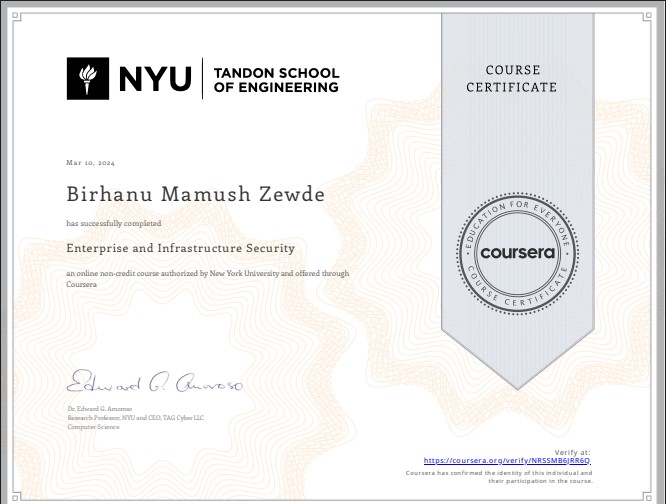 NYU
TANDON SCHOOL
OF ENGINEERING
COURSE
CERTIFICATE
Mar 10, 2024
Birhanu Mamush Zewde
has successfully completed
Enterprise and Infrastructure Security
an online non-credit course authorized by New York University and offered through
Coursera
EDUCATION FOR EVERYONE
coursera
COURSE CERTIFICATE
Edward G. Amoroso
Dr. Edward G. Amoroso
Research Professor, NYU and CEO, TAG Cyber LLC
Computer Science
Verify at:
https://coursera.org/verify/NRSSMB6JRR6Q
Coursera has confirmed the identity of this individual and
their participation in the course.